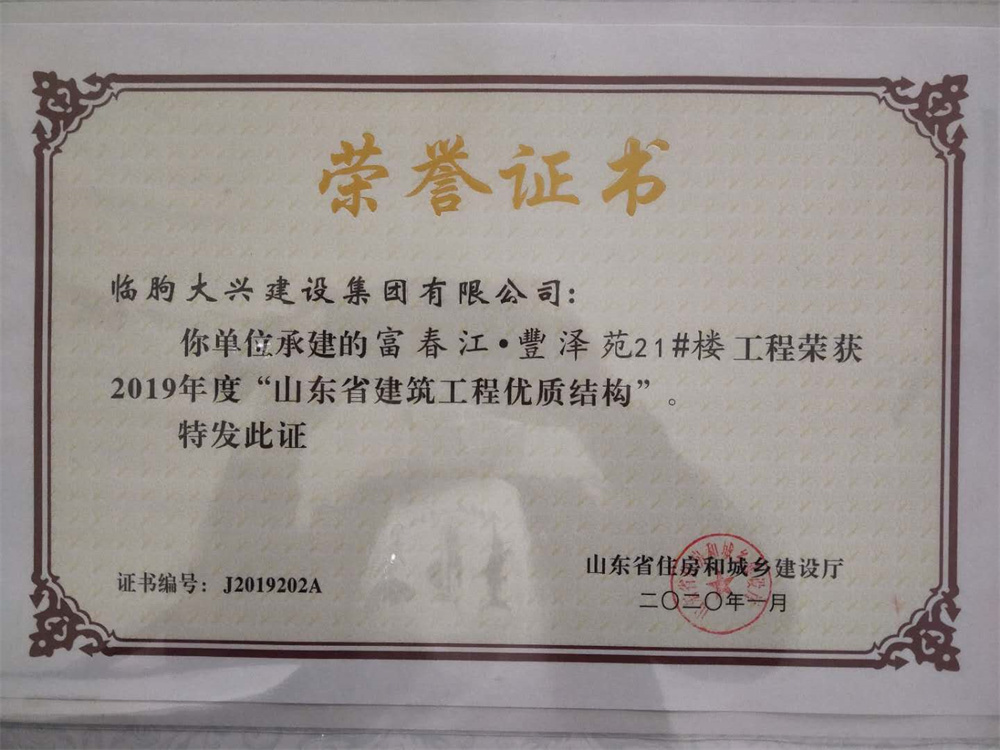 荣誉证书
临朐大兴建设集团有限公司:
你单位承建的富春江·豐泽苑21#楼工程荣获
2019年度“山东省建筑工程优质结构”。
特发此证
证书编号: J2019202A
山东省住房和城乡建设厅
二〇二〇年一月